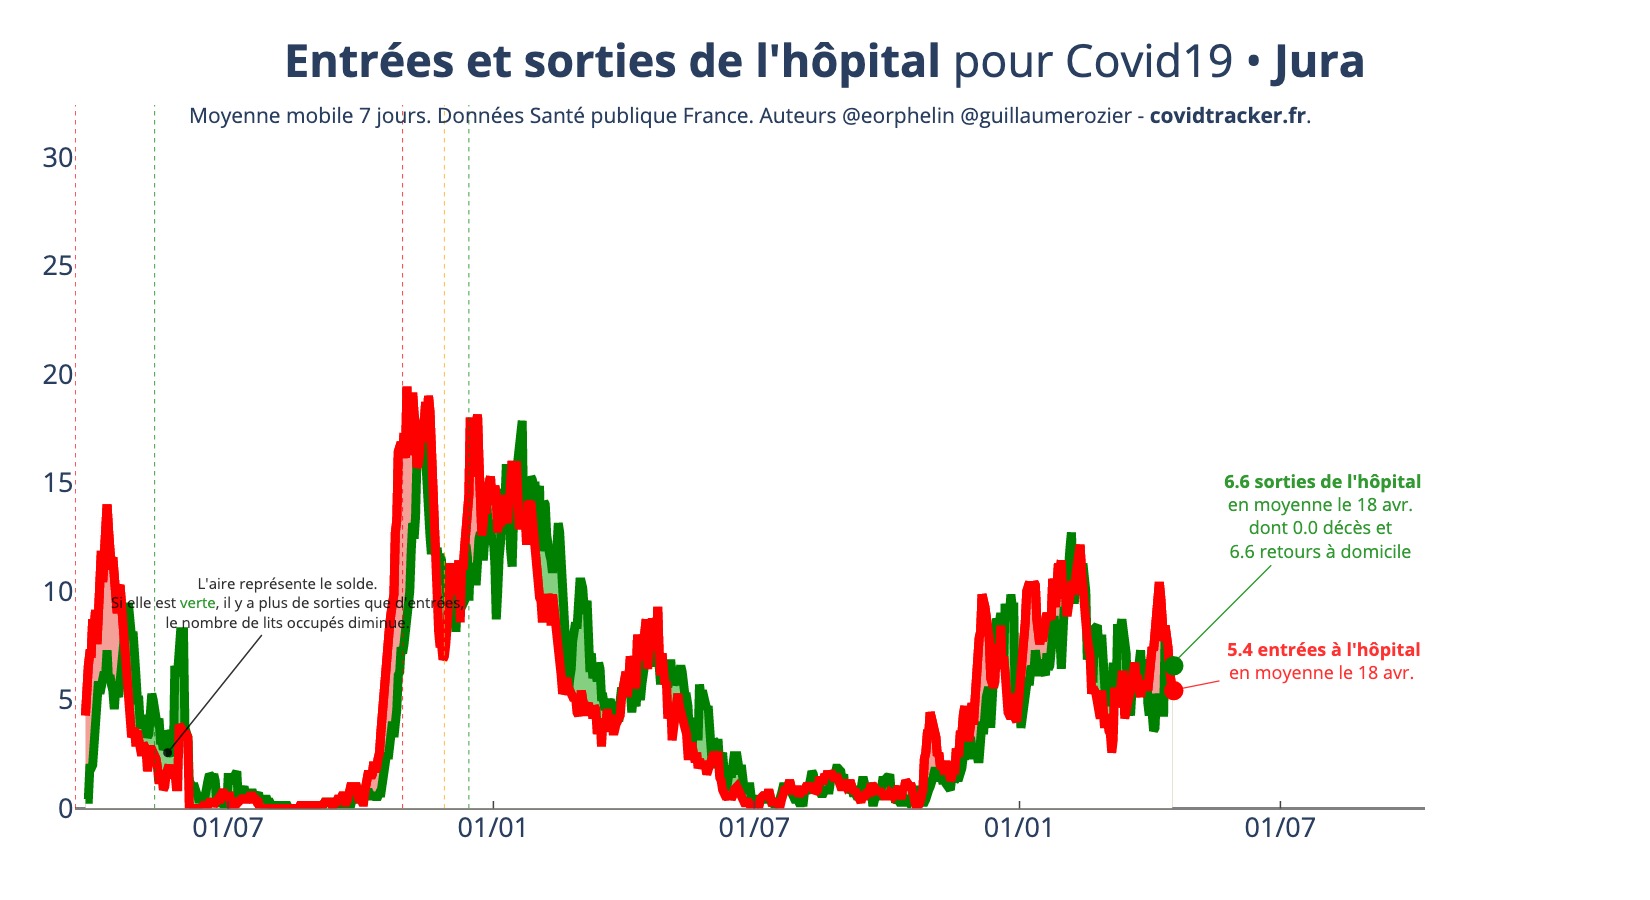 Entrées et sorties de l'hôpital pour Covid19 • Jura
Moyenne mobile 7 jours. Données Santé publique France. Auteurs @eorphelin @guillaumerozier - covidtracker.fr.
30
25
20
15
10
5
0
L'aire représente le solde.
Si elle est verte, il y a plus de sorties que d'entrées,
le nombre de lits occupés diminue.
6.6 sorties de l'hôpital
en moyenne le 18 avr.
dont 0.0 décès et
6.6 retours à domicile
5.4 entrées à l'hôpital
en moyenne le 18 avr.
01/07
01/01
01/07
01/01
01/07